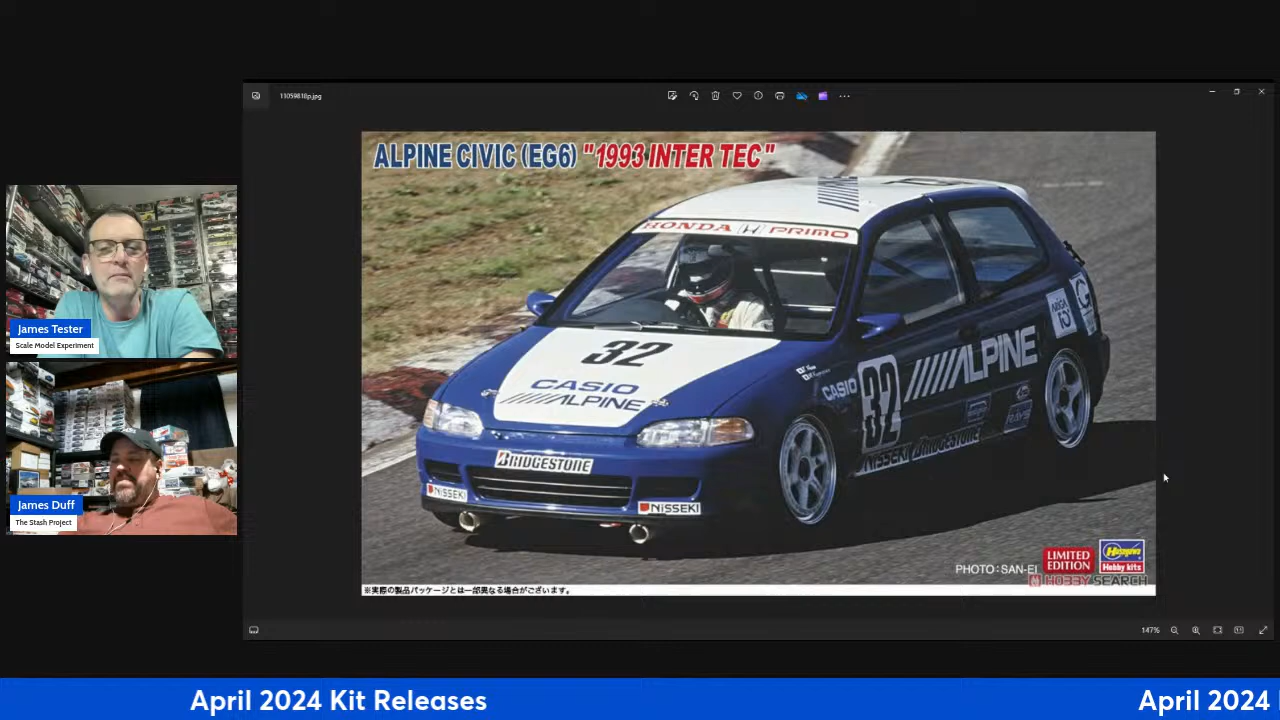 11059818p.jpg
ALPINE CIVIC (EG6) "1993 INTER TEC"
HONDA PRIMO
32
CASIO
ALPINE
BRIDGESTONE
NISSEKI
NISSEKI
CASIO
32
ALPINE
NISSEKI BRIDGESTONE
PHOTO:SAN-EI
LIMITED EDITION
Hasegawa
Hobby kits
HOBBY SEARCH
※実際の製品パッケージとは一部異なる場合がございます。
147%
James Tester
Scale Model Experiment
James Duff
The Stash Project
April 2024 Kit Releases
April 2024